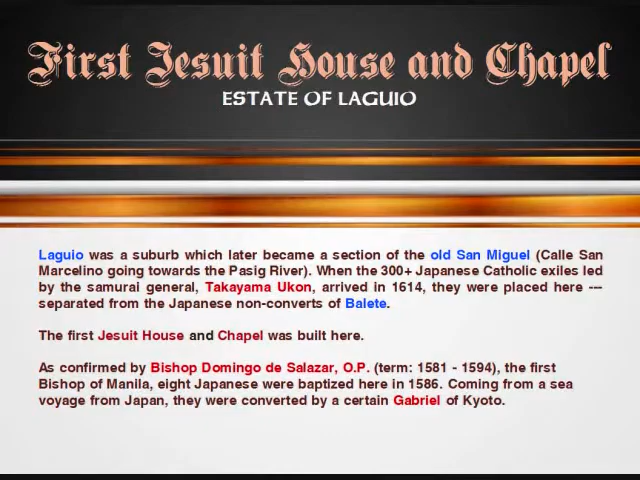 First Jesuit House and Chapel
ESTATE OF LAGUIO
Laguio was a suburb which later became a section of the old San Miguel (Calle San
Marcelino going towards the Pasig River). When the 300+ Japanese Catholic exiles led
by the samurai general, Takayama Ukon, arrived in 1614, they were placed here ---
separated from the Japanese non-converts of Balete.
The first Jesuit House and Chapel was built here.
As confirmed by Bishop Domingo de Salazar, O.P. (term: 1581 - 1594), the first
Bishop of Manila, eight Japanese were baptized here in 1586. Coming from a sea
voyage from Japan, they were converted by a certain Gabriel of Kyoto.